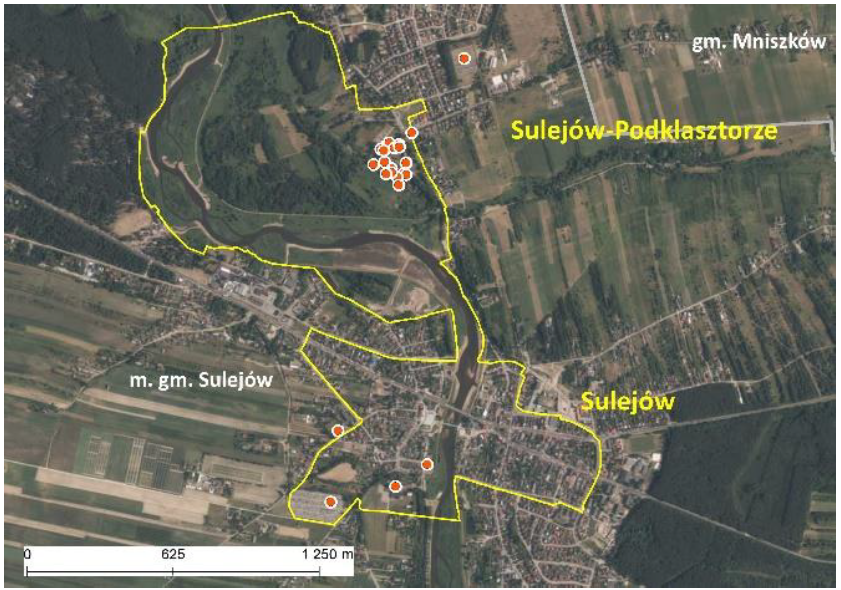 gm. Mniszków
Sulejów-Podklasztorze
m. gm. Sulejów
Sulejów
0 625 1 250 m